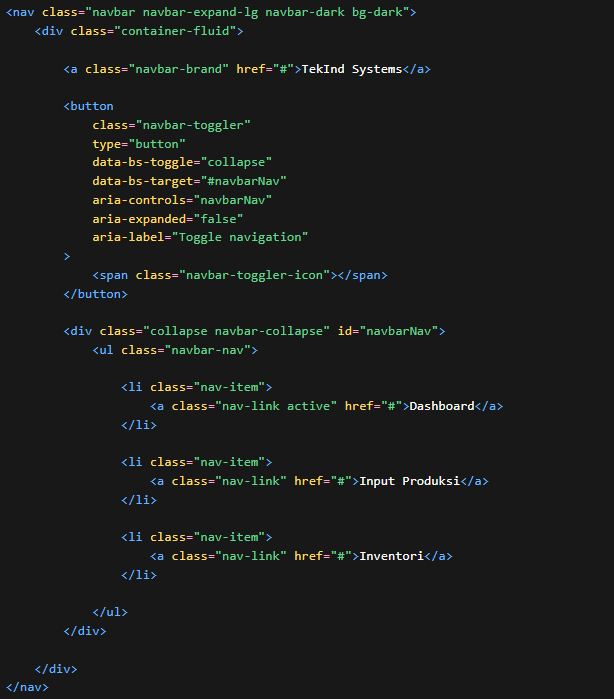 <nav class="navbar navbar-expand-lg navbar-dark bg-dark">
    <div class="container-fluid">

        <a class="navbar-brand" href="#">TekInd Systems</a>

        <button
            class="navbar-toggler"
            type="button"
            data-bs-toggle="collapse"
            data-bs-target="#navbarNav"
            aria-controls="navbarNav"
            aria-expanded="false"
            aria-label="Toggle navigation"
        >
            <span class="navbar-toggler-icon"></span>
        </button>

        <div class="collapse navbar-collapse" id="navbarNav">
            <ul class="navbar-nav">

                <li class="nav-item">
                    <a class="nav-link active" href="#">Dashboard</a>
                </li>

                <li class="nav-item">
                    <a class="nav-link" href="#">Input Produksi</a>
                </li>

                <li class="nav-item">
                    <a class="nav-link" href="#">Inventori</a>
                </li>

            </ul>
        </div>

    </div>
</nav>